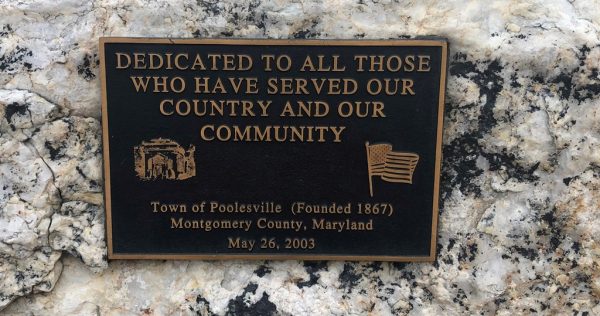 DEDICATED TO ALL THOSE
WHO HAVE SERVED OUR
COUNTRY AND OUR
COMMUNITY
Town of Poolesville (Founded 1867)
Montgomery County, Maryland
May 26, 2003